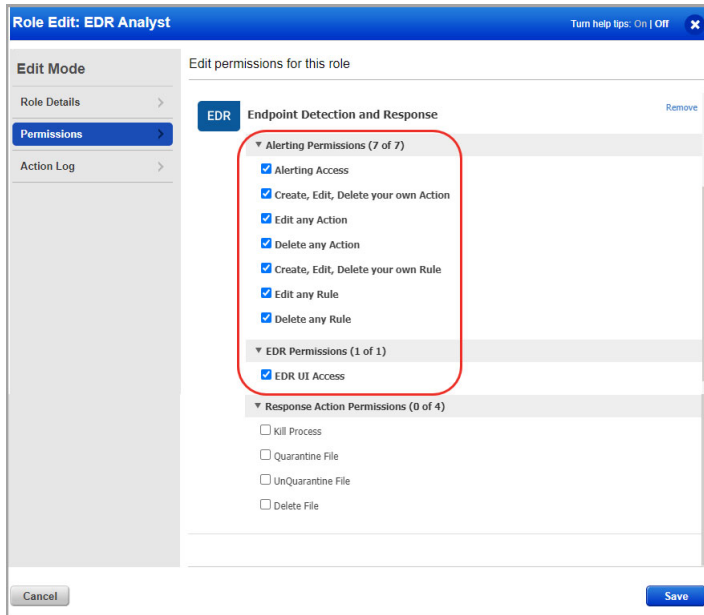 Role Edit: EDR Analyst
Turn help tips: On | Off
Edit Mode
Edit permissions for this role
Role Details
Permissions
Action Log
EDR
Endpoint Detection and Response
Remove
Alerting Permissions (7 of 7)
Alerting Access
Create, Edit, Delete your own Action
Edit any Action
Delete any Action
Create, Edit, Delete your own Rule
Edit any Rule
Delete any Rule
EDR Permissions (1 of 1)
EDR UI Access
Response Action Permissions (0 of 4)
Kill Process
Quarantine File
UnQuarantine File
Delete File
Cancel
Save